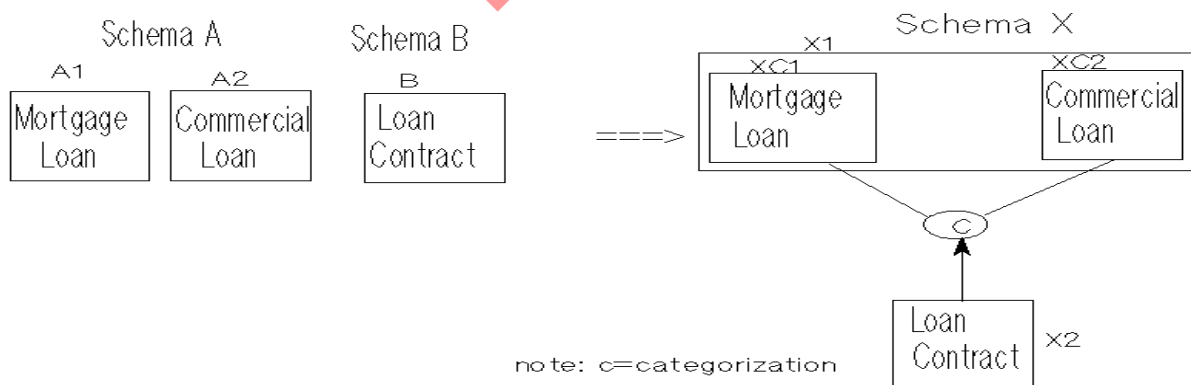 Schema A
Schema B
Schema X
X1
A1
A2
B
XC1
XC2
Mortgage
Loan
Commercial
Loan
Loan
Contract
===>
Mortgage
Loan
Commercial
Loan
C
Loan
Contract
X2
note: c=categorization